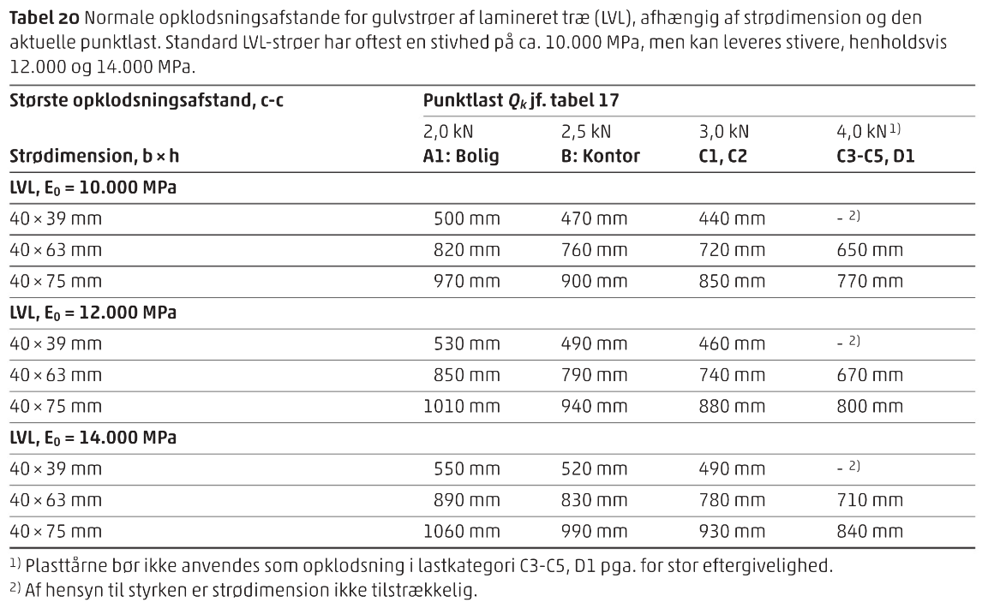 Tabel 20 Normale opklodsningsafstande for gulvstrøer af lamineret træ (LVL), afhængig af strødimension og den
aktuelle punktlast. Standard LVL-strøer har oftest en stivhed på ca. 10.000 MPa, men kan leveres stivere, henholdsvis
12.000 og 14.000 MPa.
Største opklodsningsafstand, c-c Punktlast Qk jf. tabel 17
2,0 kN 2,5 kN 3,0 kN 4,0 kN 1)
Strødimension, b × h A1: Bolig B: Kontor C1, C2 C3-C5, D1
LVL, E0 = 10.000 MPa
40 × 39 mm 500 mm 470 mm 440 mm - 2)
40 × 63 mm 820 mm 760 mm 720 mm 650 mm
40 × 75 mm 970 mm 900 mm 850 mm 770 mm
LVL, E0 = 12.000 MPa
40 × 39 mm 530 mm 490 mm 460 mm - 2)
40 × 63 mm 850 mm 790 mm 740 mm 670 mm
40 × 75 mm 1010 mm 940 mm 880 mm 800 mm
LVL, E0 = 14.000 MPa
40 × 39 mm 550 mm 520 mm 490 mm - 2)
40 × 63 mm 890 mm 830 mm 780 mm 710 mm
40 × 75 mm 1060 mm 990 mm 930 mm 840 mm
1) Plasttårne bør ikke anvendes som opklodsning i lastkategori C3-C5, D1 pga. for stor eftergivelighed.
2) Af hensyn til styrken er strødimension ikke tilstrækkelig.